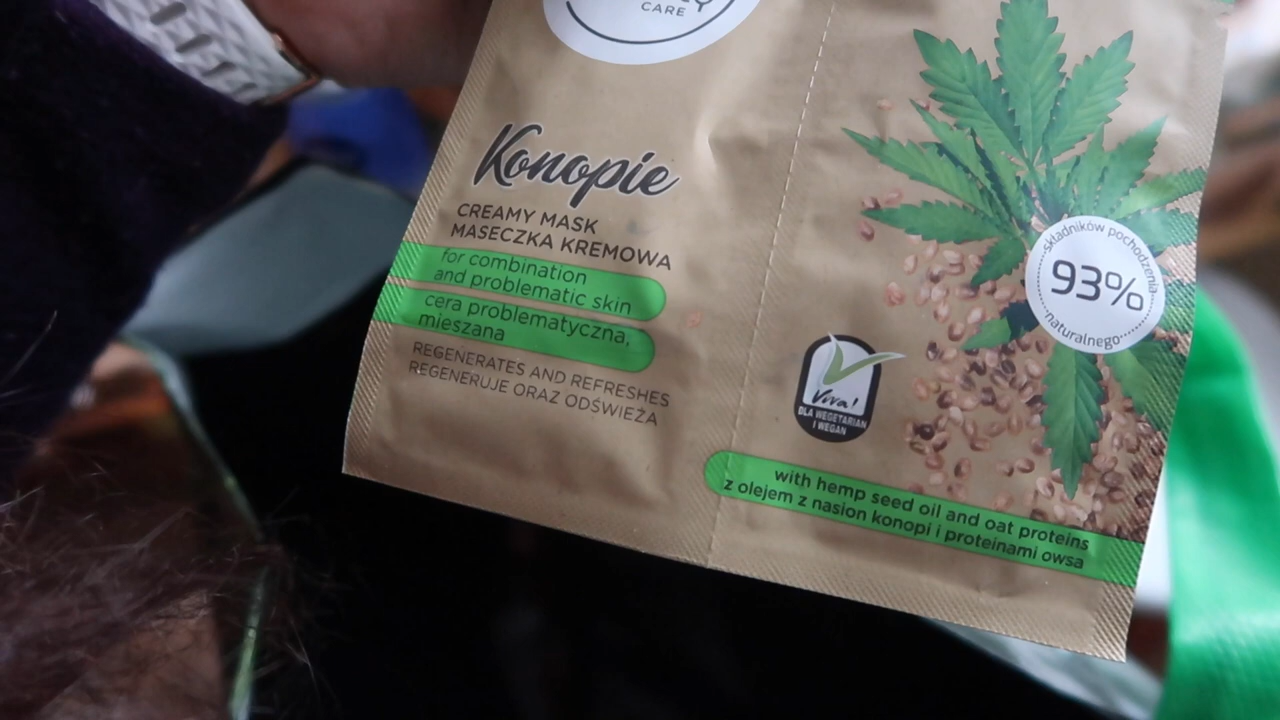 CARE
Konopie
CREAMY MASK
MASECZKA KREMOWA
for combination
and problematic skin
cera problematyczna,
mieszana
REGENERATES AND REFRESHES
REGENERUJE ORAZ ODŚWIEŻA
składników pochodzenia
93%
naturalnego
Viva!
DLA WEGETARIAN
I WEGAN
with hemp seed oil and oat proteins
z olejem z nasion konopi i proteinami owsa